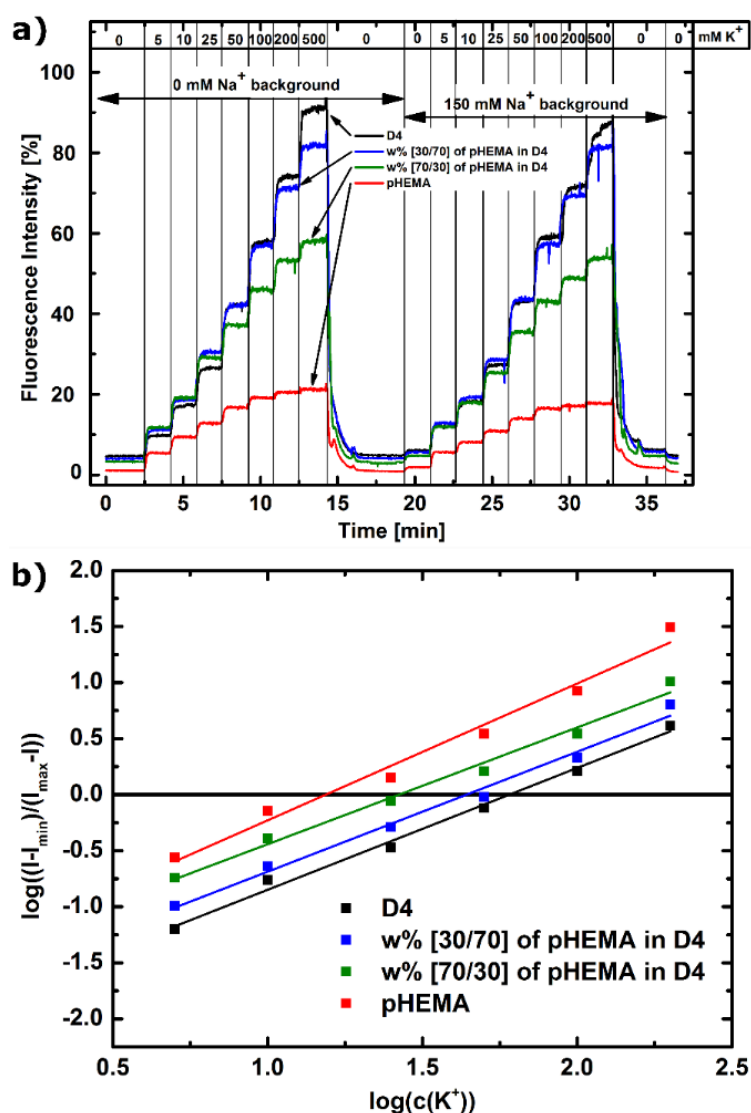 a)
0 5 10 25 50 100 200 500 0 0 5 10 25 50 100 200 500 0 0 mM K⁺
0 mM Na⁺ background
150 mM Na⁺ background
D4
w% [30/70] of pHEMA in D4
w% [70/30] of pHEMA in D4
pHEMA
Fluorescence Intensity [%]
100
80
60
40
20
0
0 5 10 15 20 25 30 35
Time [min]
b)
log((I-Iₘᵢₙ)/(Iₘₐₓ-I))
2.0
1.5
1.0
0.5
0.0
-0.5
-1.0
-1.5
-2.0
D4
w% [30/70] of pHEMA in D4
w% [70/30] of pHEMA in D4
pHEMA
0.5 1.0 1.5 2.0 2.5
log(c(K⁺))